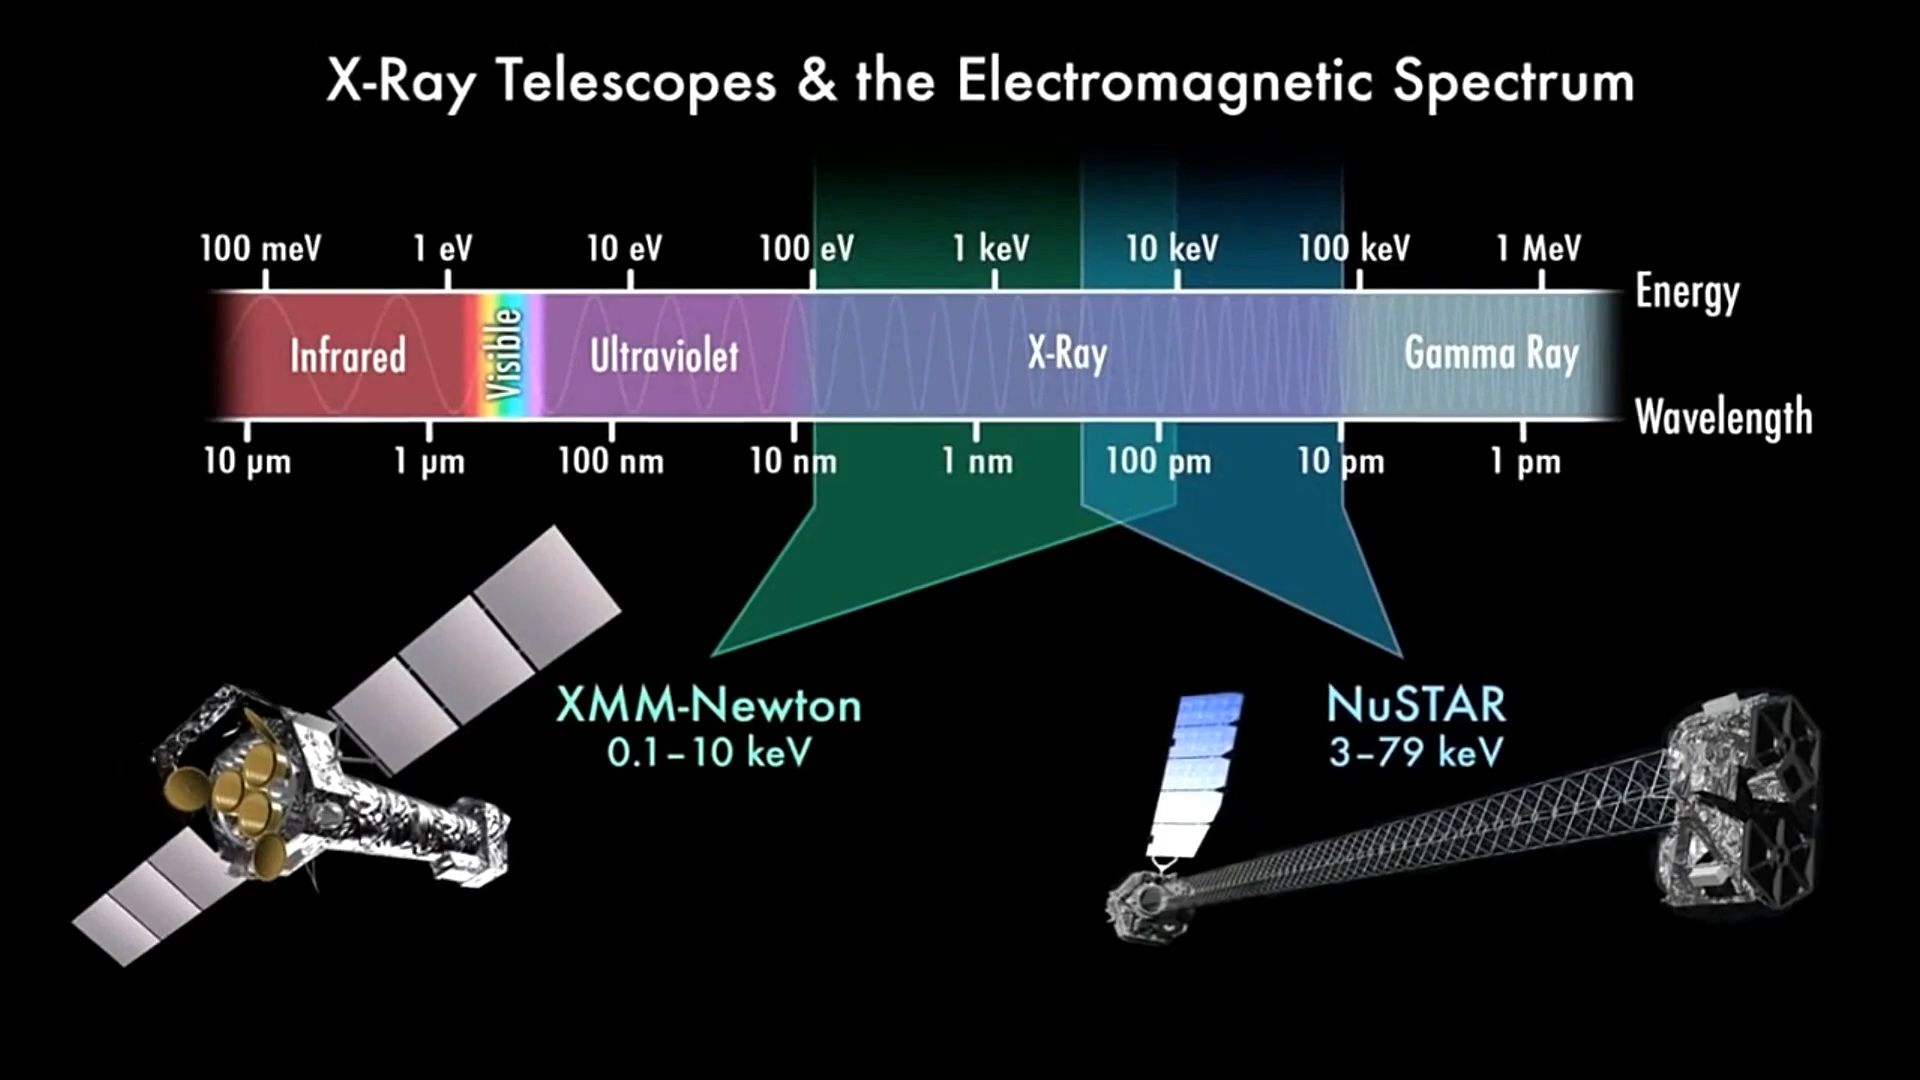 X-Ray Telescopes & the Electromagnetic Spectrum
100 meV 1 eV 10 eV 100 eV 1 keV 10 keV 100 keV 1 MeV
Energy
Infrared Visible Ultraviolet X-Ray Gamma Ray
Wavelength
10 µm 1 µm 100 nm 10 nm 1 nm 100 pm 10 pm 1 pm
XMM-Newton
0.1–10 keV
NuSTAR
3–79 keV